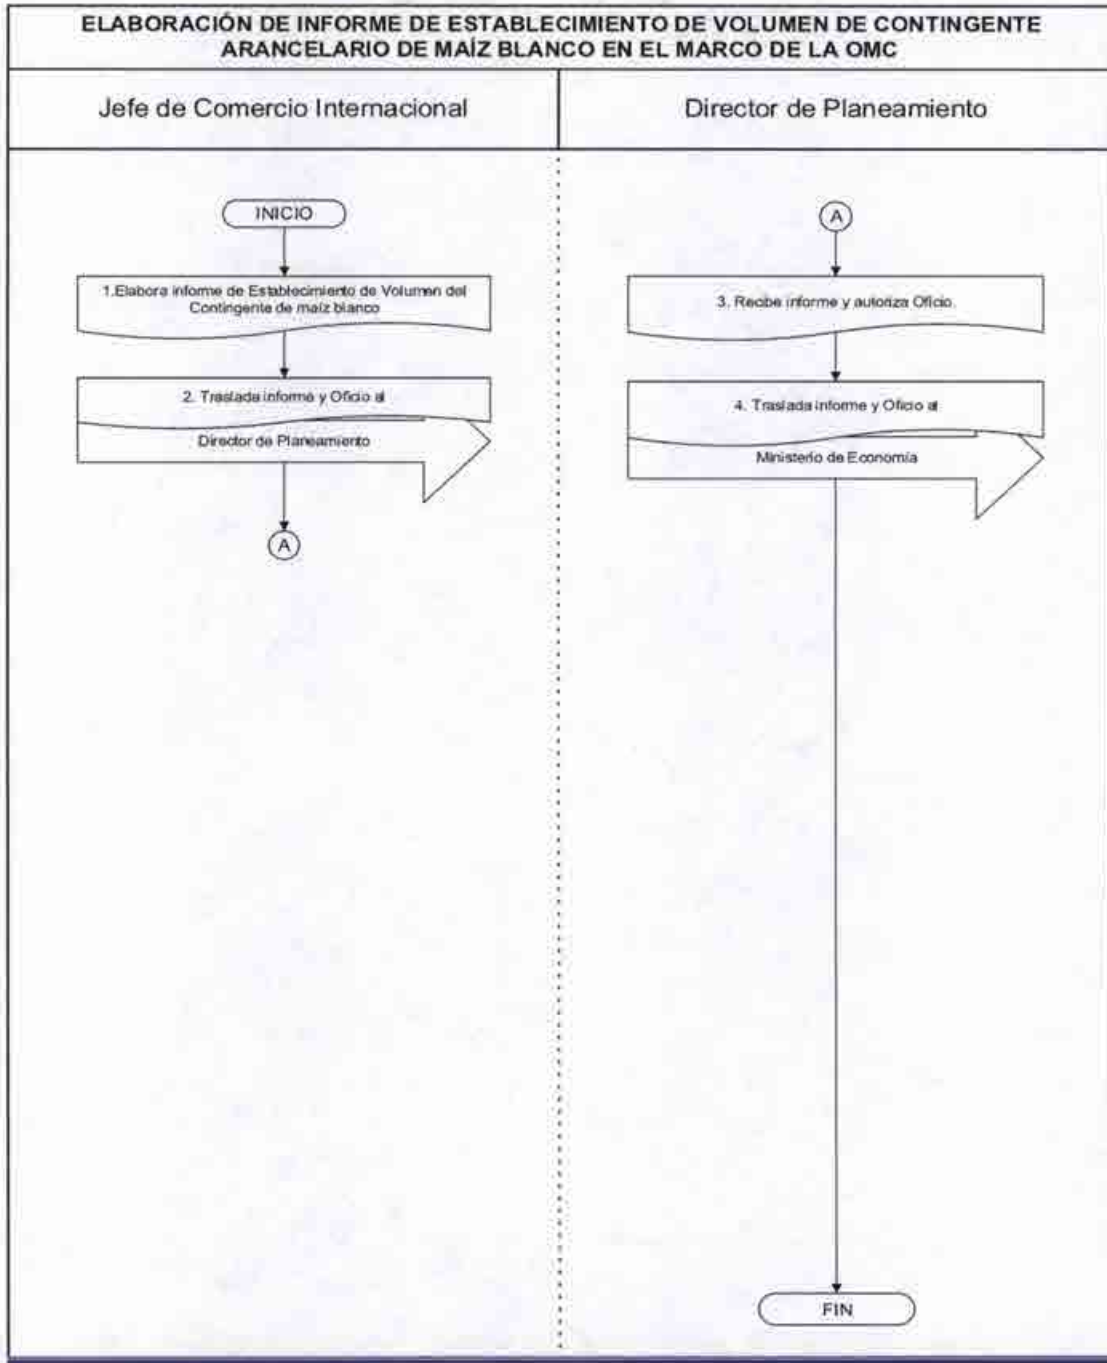 ELABORACIÓN DE INFORME DE ESTABLECIMIENTO DE VOLUMEN DE CONTINGENTE
ARANCELARIO DE MAÍZ BLANCO EN EL MARCO DE LA OMC
Jefe de Comercio Internacional
Director de Planeamiento
INICIO
1.Elabora informe de Establecimiento de Volumen del
Contingente de maíz blanco
2. Traslada informe y Oficio al
Director de Planeamiento
A
A
3. Recibe informe y autoriza Oficio.
4. Traslada informe y Oficio al
Ministerio de Economía
FIN